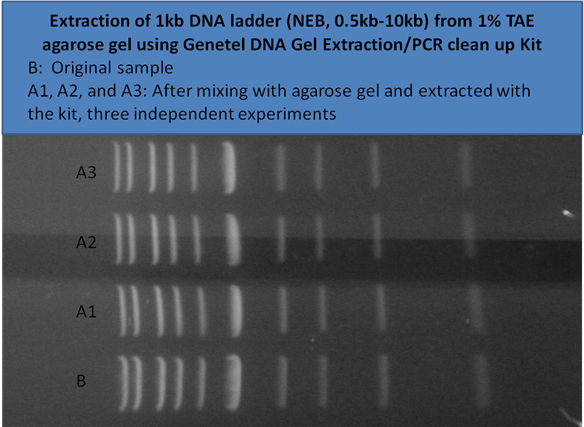 Extraction of 1kb DNA ladder (NEB, 0.5kb-10kb) from 1% TAE
agarose gel using Genetel DNA Gel Extraction/PCR clean up Kit
B: Original sample
A1, A2, and A3: After mixing with agarose gel and extracted with
the kit, three independent experiments
A3
A2
A1
B